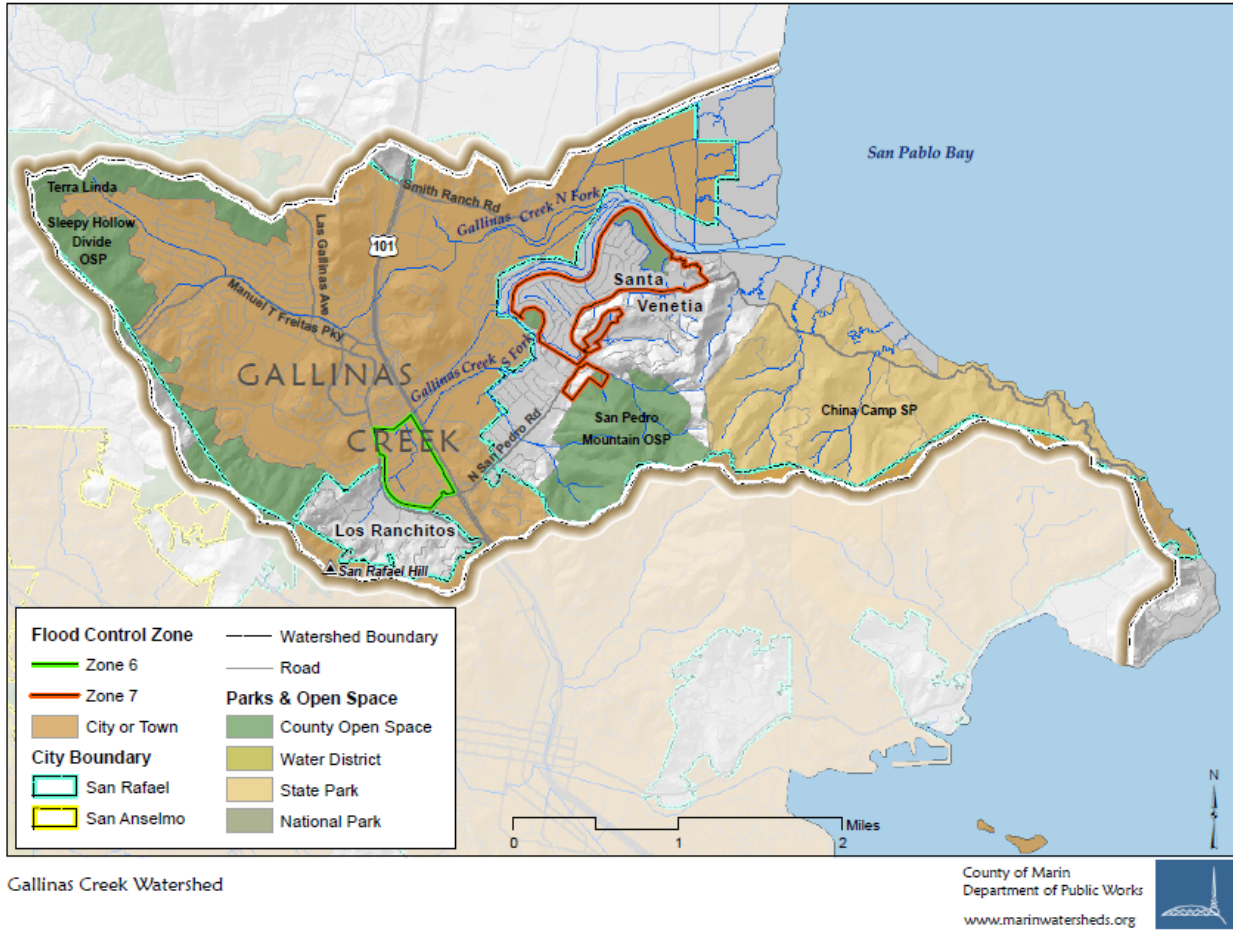 San Pablo Bay
Terra Linda
Sleepy Hollow
Divide
OSP
Smith Ranch Rd
Las Gallinas Ave
101
Gallinas Creek N Fork
Santa
Venetia
Manuel T Freitas Pky
Gallinas Creek S Fork
GALLINAS
CREEK
N San Pedro Rd
San Pedro
Mountain OSP
China Camp SP
Los Ranchitos
San Rafael Hill
Flood Control Zone
Zone 6
Zone 7
City or Town
City Boundary
San Rafael
San Anselmo
Watershed Boundary
Road
Parks & Open Space
County Open Space
Water District
State Park
National Park
0 1 2 Miles
N
Gallinas Creek Watershed
County of Marin
Department of Public Works
www.marinwatersheds.org